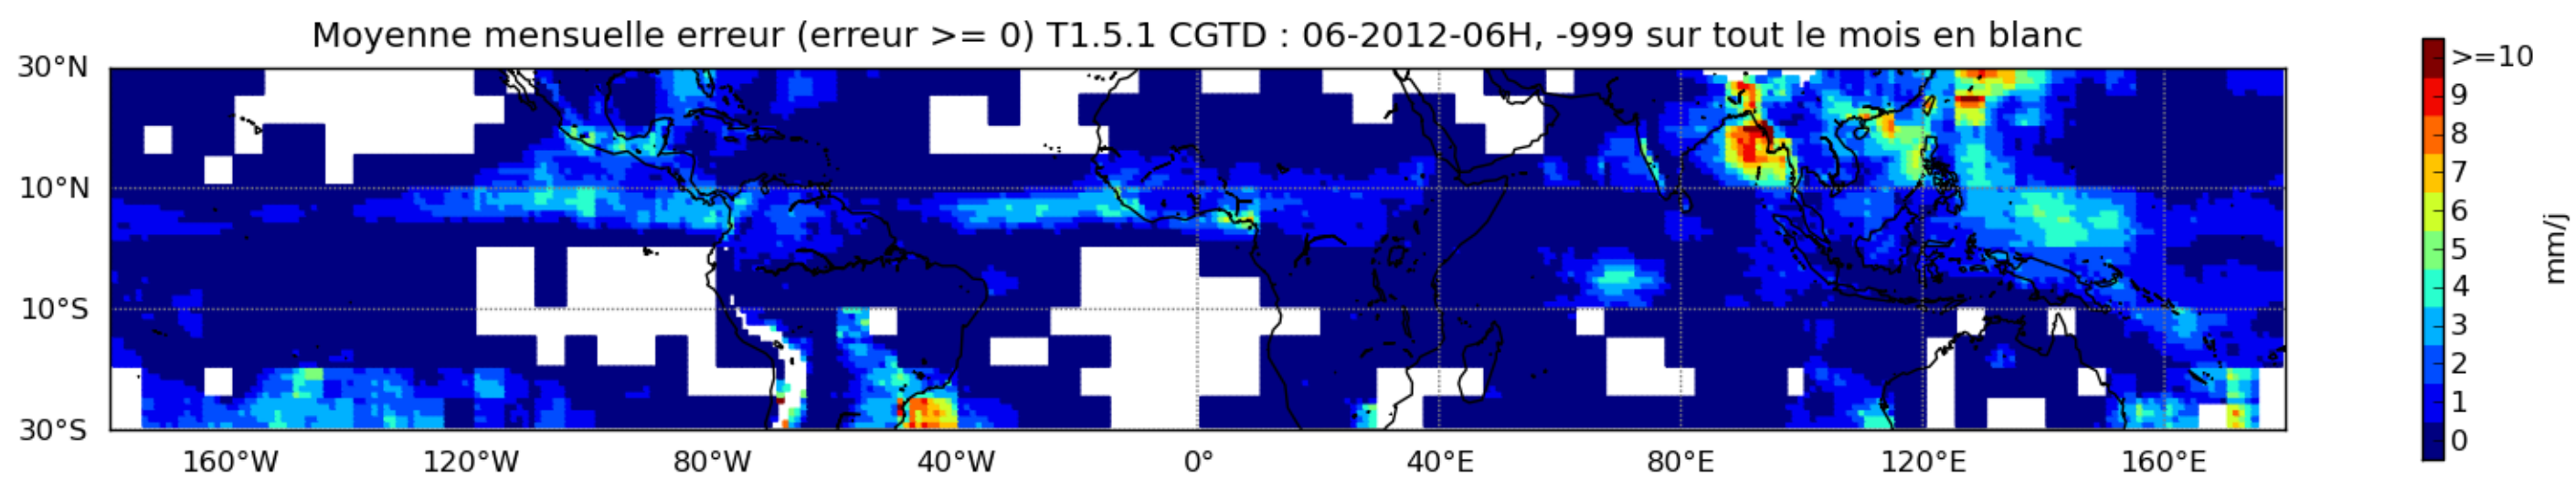 Moyenne mensuelle erreur (erreur >= 0) T1.5.1 CGTD : 06-2012-06H, -999 sur tout le mois en blanc
30°N
10°N
10°S
30°S
160°W 120°W 80°W 40°W 0° 40°E 80°E 120°E 160°E
>=10
9
8
7
6
5
4
3
2
1
0
mm/j